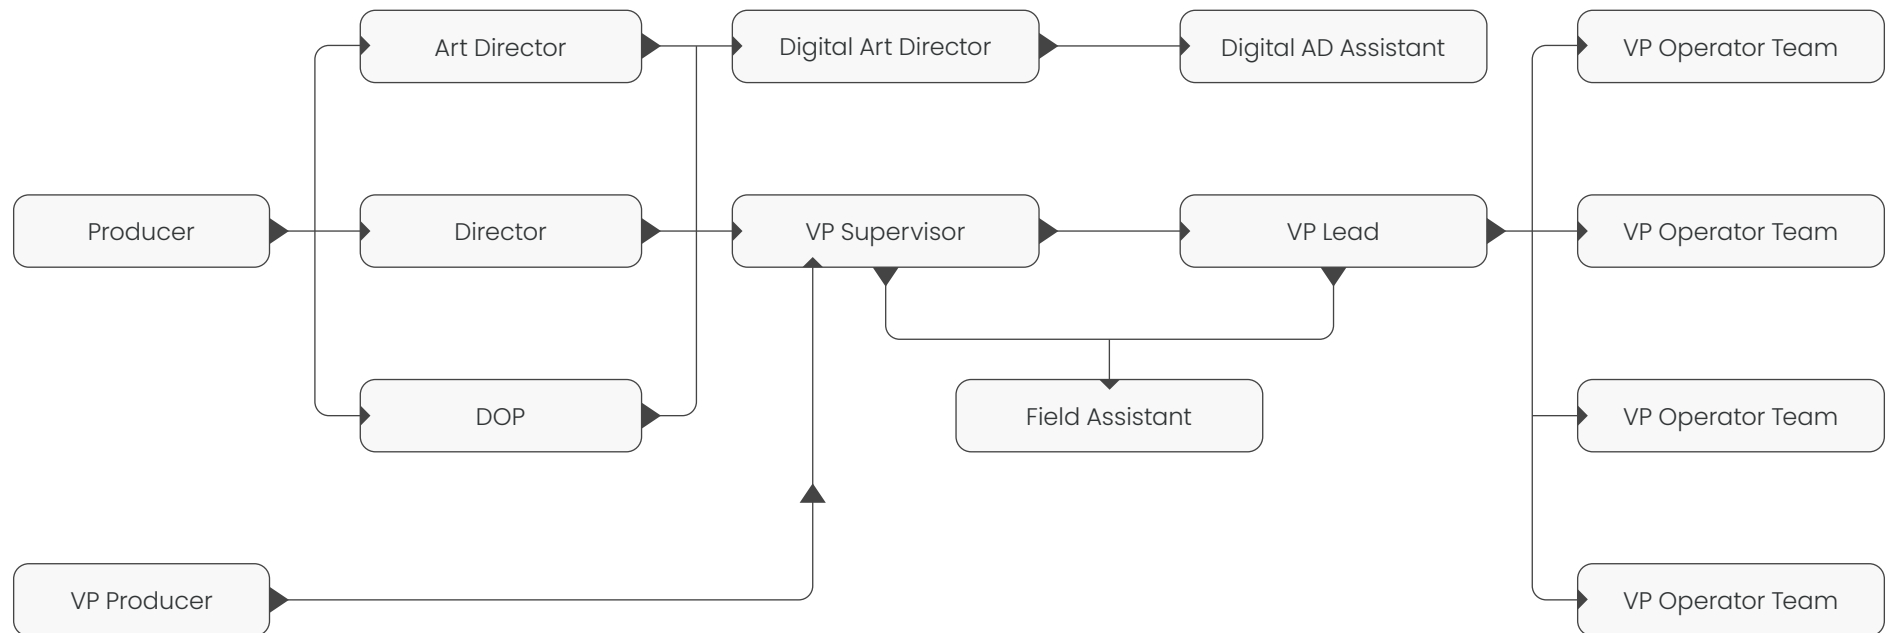 Art Director
Digital Art Director
Digital AD Assistant
VP Operator Team
Producer
Director
VP Supervisor
VP Lead
VP Operator Team
DOP
Field Assistant
VP Operator Team
VP Producer
VP Operator Team